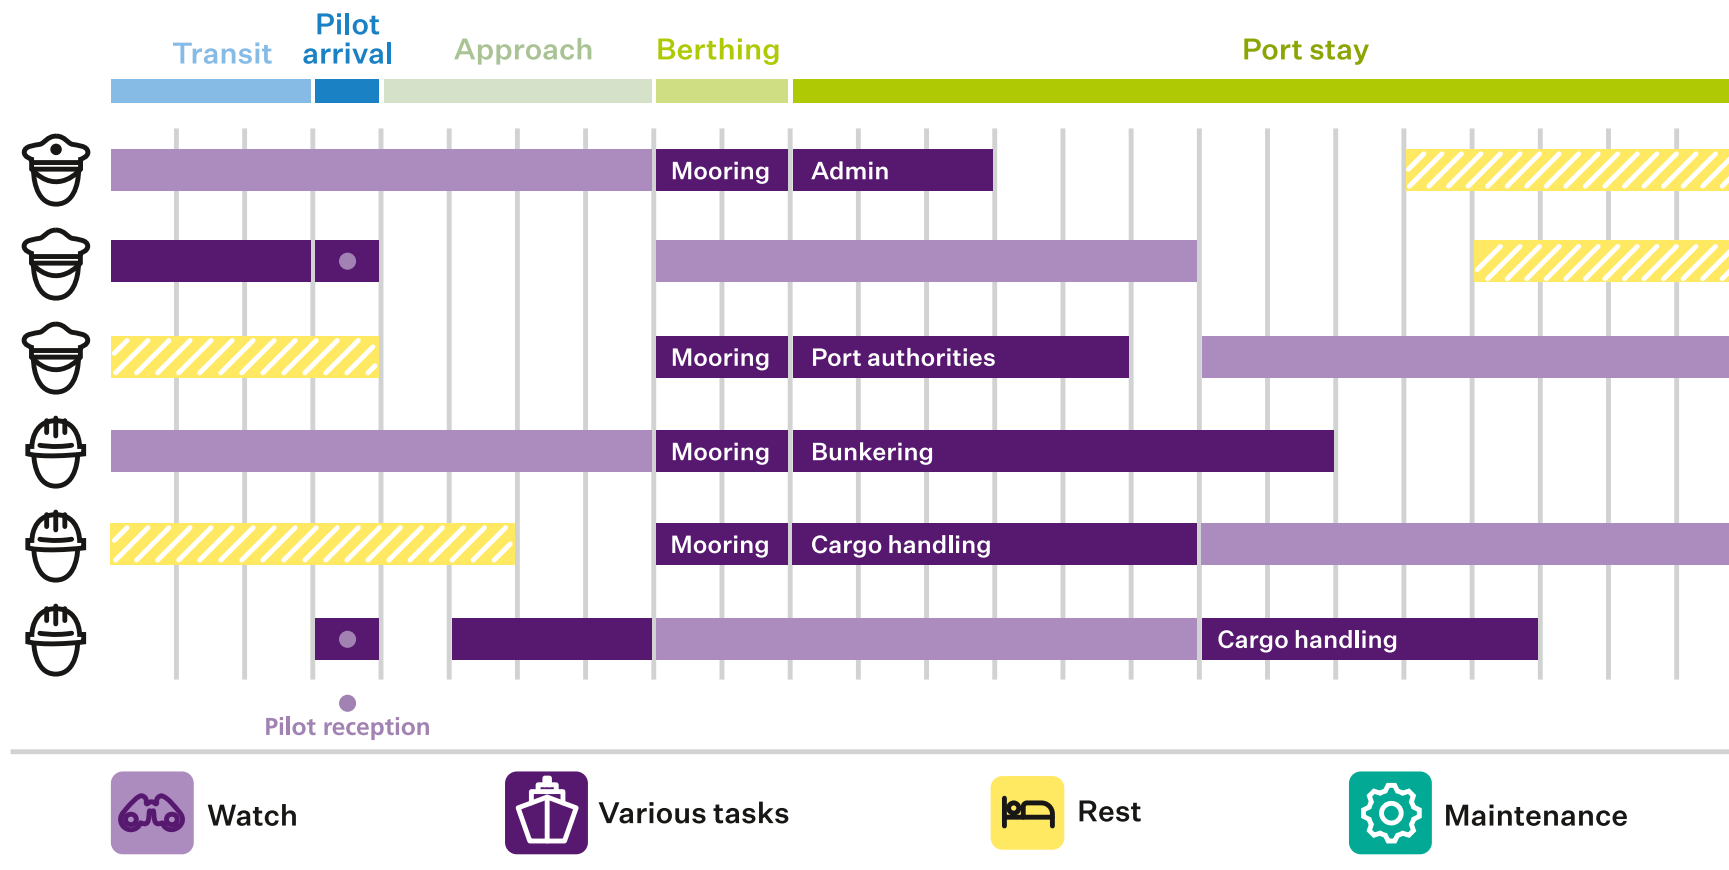 Pilot
arrival
Transit
Approach
Berthing
Port stay
Mooring
Admin
Mooring
Port authorities
Mooring
Bunkering
Mooring
Cargo handling
Cargo handling
Pilot reception
Watch
Various tasks
Rest
Maintenance